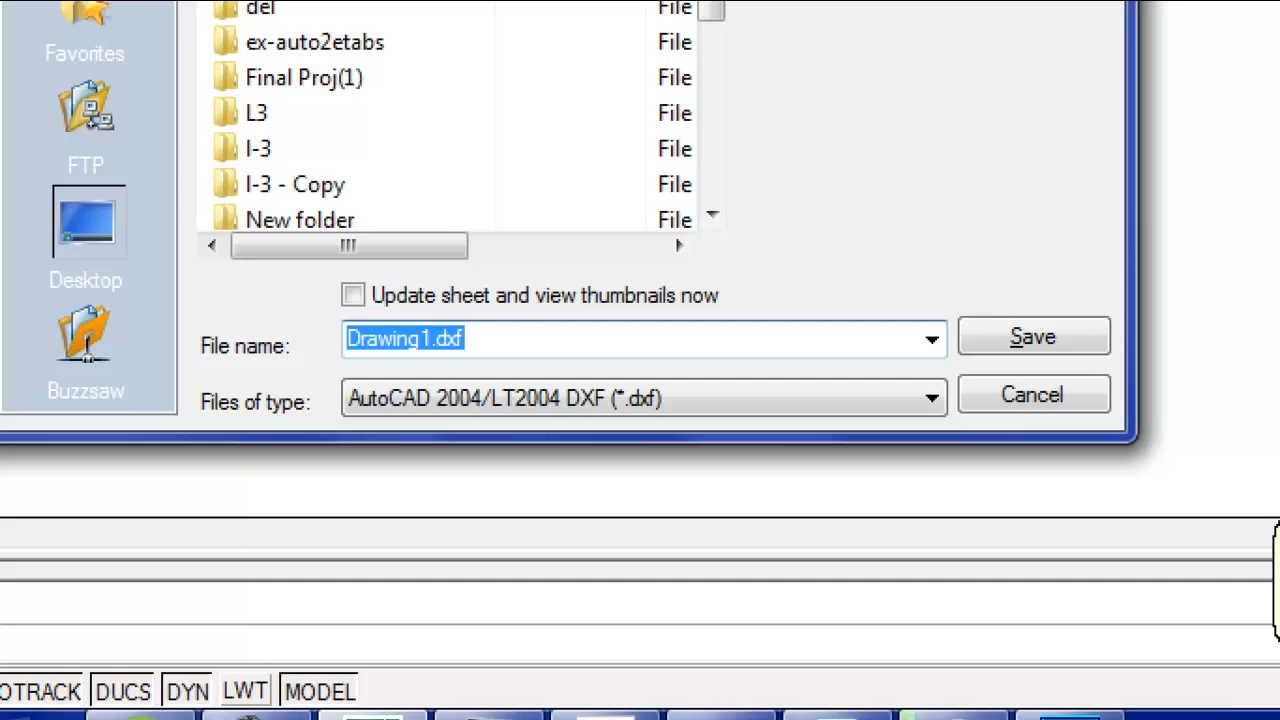 del File
Favorites
ex-auto2etabs File
Final Proj(1) File
L3 File
FTP
l-3 File
l-3 - Copy File
New folder File
Desktop
Update sheet and view thumbnails now
File name: Drawing1.dxf Save
Buzzsaw
Files of type: AutoCAD 2004/LT2004 DXF (*.dxf) Cancel
OTRACK DUCS DYN LWT MODEL